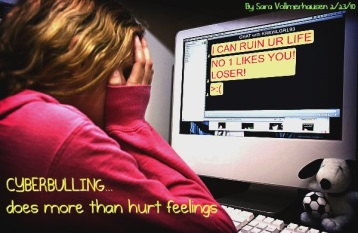 By Sara Vollmerhausen 2/23/10
I CAN RUIN UR LIFE
NO 1 LIKES YOU!
LOSER!
>:(
CYBERBULLING...
does more than hurt feelings